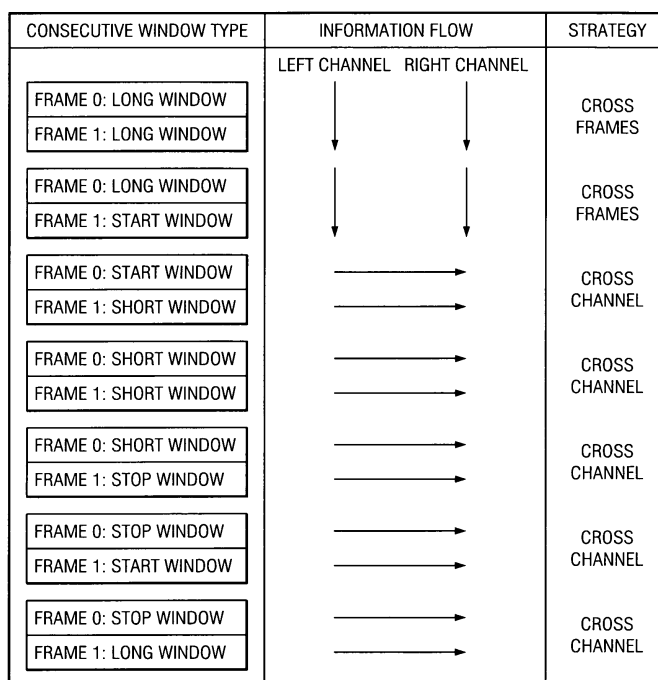 CONSECUTIVE WINDOW TYPE INFORMATION FLOW STRATEGY
LEFT CHANNEL RIGHT CHANNEL
FRAME 0: LONG WINDOW
FRAME 1: LONG WINDOW
CROSS
FRAMES
FRAME 0: LONG WINDOW
FRAME 1: START WINDOW
CROSS
FRAMES
FRAME 0: START WINDOW
FRAME 1: SHORT WINDOW
CROSS
CHANNEL
FRAME 0: SHORT WINDOW
FRAME 1: SHORT WINDOW
CROSS
CHANNEL
FRAME 0: SHORT WINDOW
FRAME 1: STOP WINDOW
CROSS
CHANNEL
FRAME 0: STOP WINDOW
FRAME 1: START WINDOW
CROSS
CHANNEL
FRAME 0: STOP WINDOW
FRAME 1: LONG WINDOW
CROSS
CHANNEL